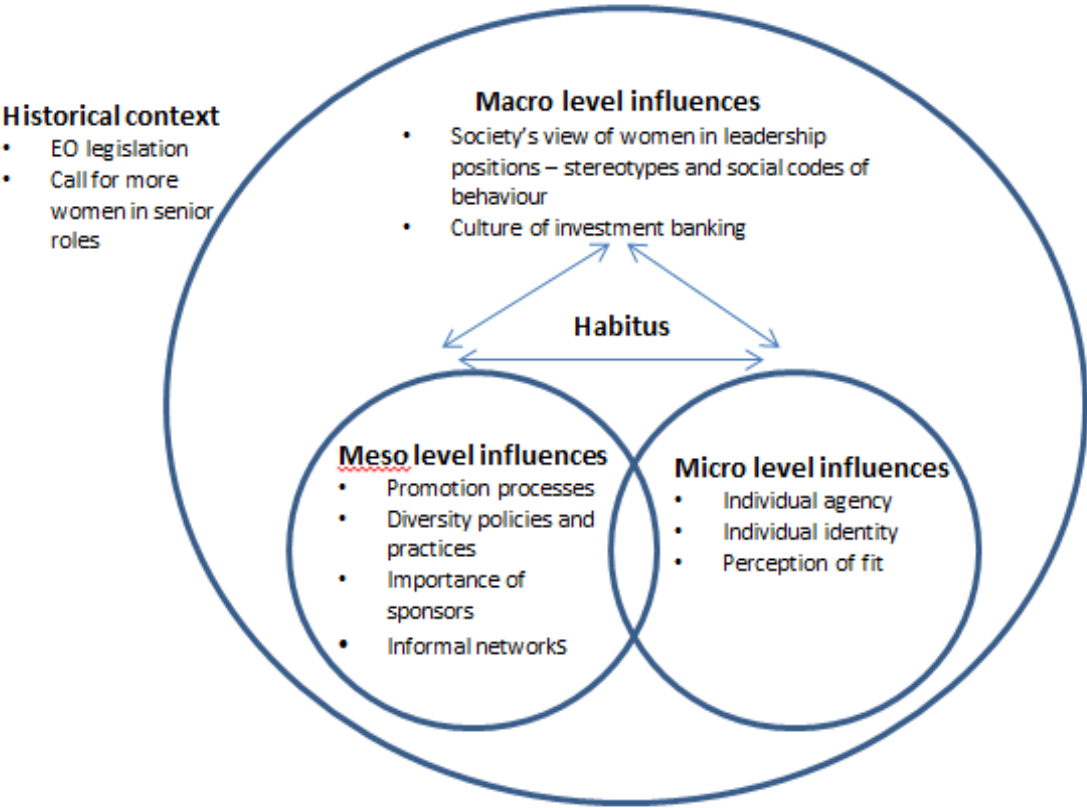 Historical context
• EO legislation
• Call for more
women in senior
roles
Macro level influences
• Society's view of women in leadership
positions – stereotypes and social codes of
behaviour
• Culture of investment banking
Habitus
Meso level influences
• Promotion processes
• Diversity policies and
practices
• Importance of
sponsors
• Informal networks
Micro level influences
• Individual agency
• Individual identity
• Perception of fit